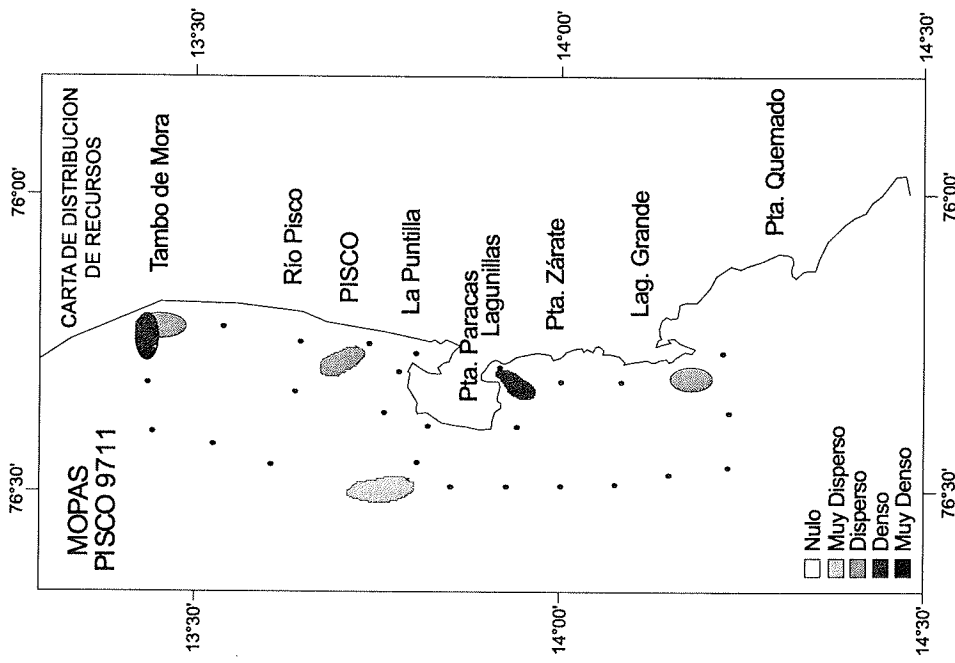 MOPAS
PISCO 9711
CARTA DE DISTRIBUCION
DE RECURSOS
76°30'
76°00'
13°30'
13°30'
14°00'
14°00'
14°30'
14°30'
76°30'
76°00'
Tambo de Mora
Río Pisco
PISCO
La Puntilla
Pta. Paracas
Lagunillas
Pta. Zárate
Lag. Grande
Pta. Quemado
Nulo
Muy Disperso
Disperso
Denso
Muy Denso